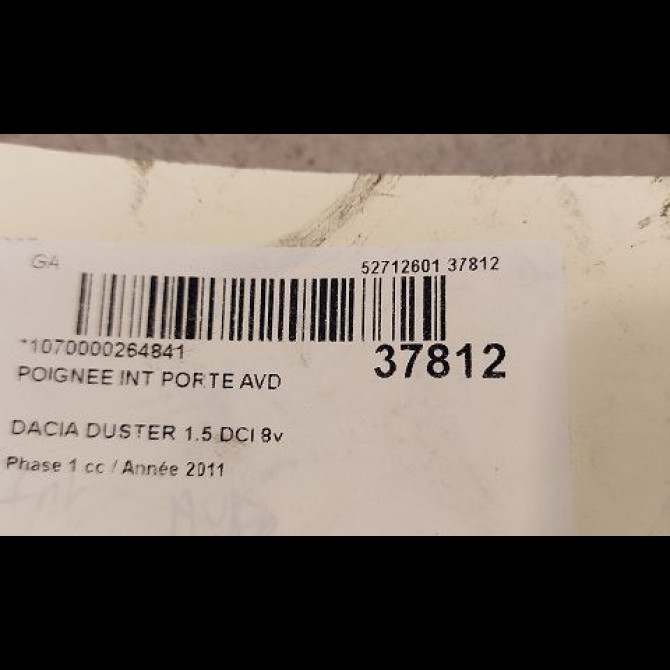 GA
52712601 37812
*1070000264841
37812
POIGNEE INT PORTE AVD
DACIA DUSTER 1.5 DCI 8v
Phase 1 cc / Année 2011